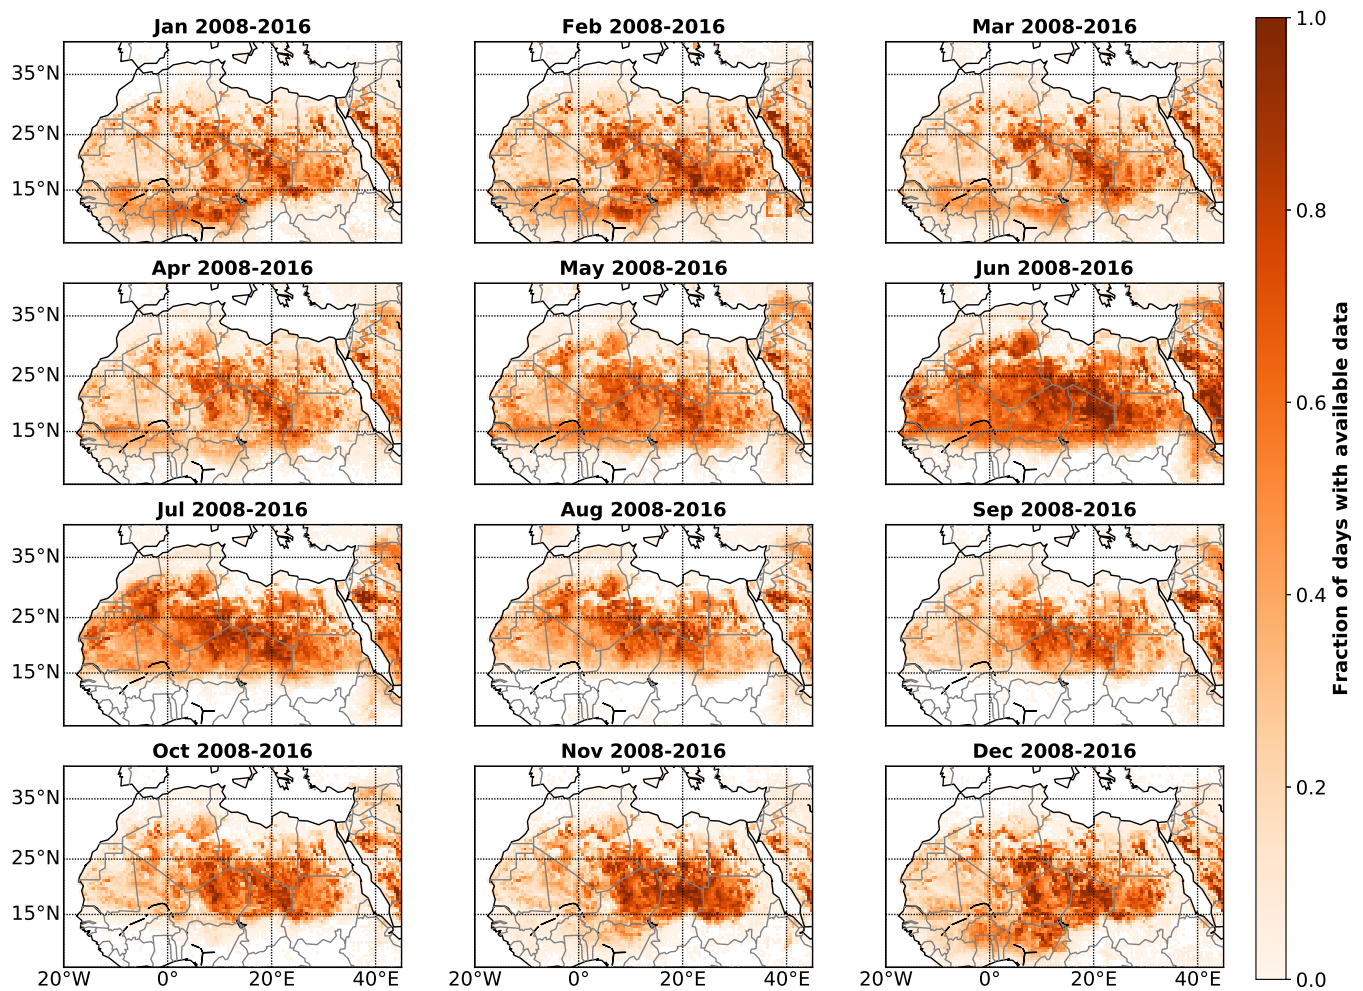 Jan 2008-2016
Feb 2008-2016
Mar 2008-2016
1.0
35°N
25°N
15°N
0.8
Apr 2008-2016
May 2008-2016
Jun 2008-2016
35°N
25°N
15°N
0.6
Fraction of days with available data
Jul 2008-2016
Aug 2008-2016
Sep 2008-2016
35°N
25°N
15°N
0.4
Oct 2008-2016
Nov 2008-2016
Dec 2008-2016
35°N
25°N
15°N
0.2
20°W 0° 20°E 40°E
20°W 0° 20°E 40°E
20°W 0° 20°E 40°E
0.0